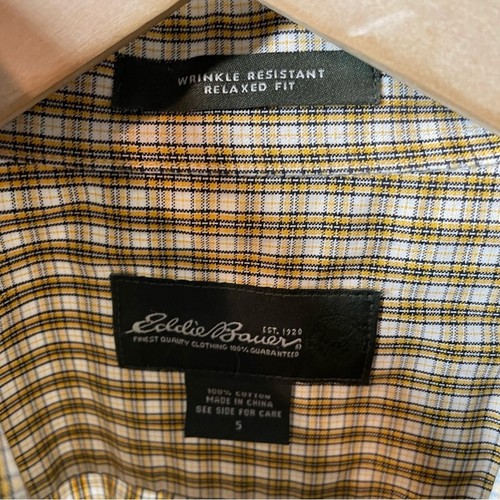 WRINKLE RESISTANT
RELAXED FIT
Eddie Bauer
EST. 1920
FINEST QUALITY CLOTHING 100% GUARANTEED
100% COTTON
MADE IN CHINA
SEE SIDE FOR CARE
S